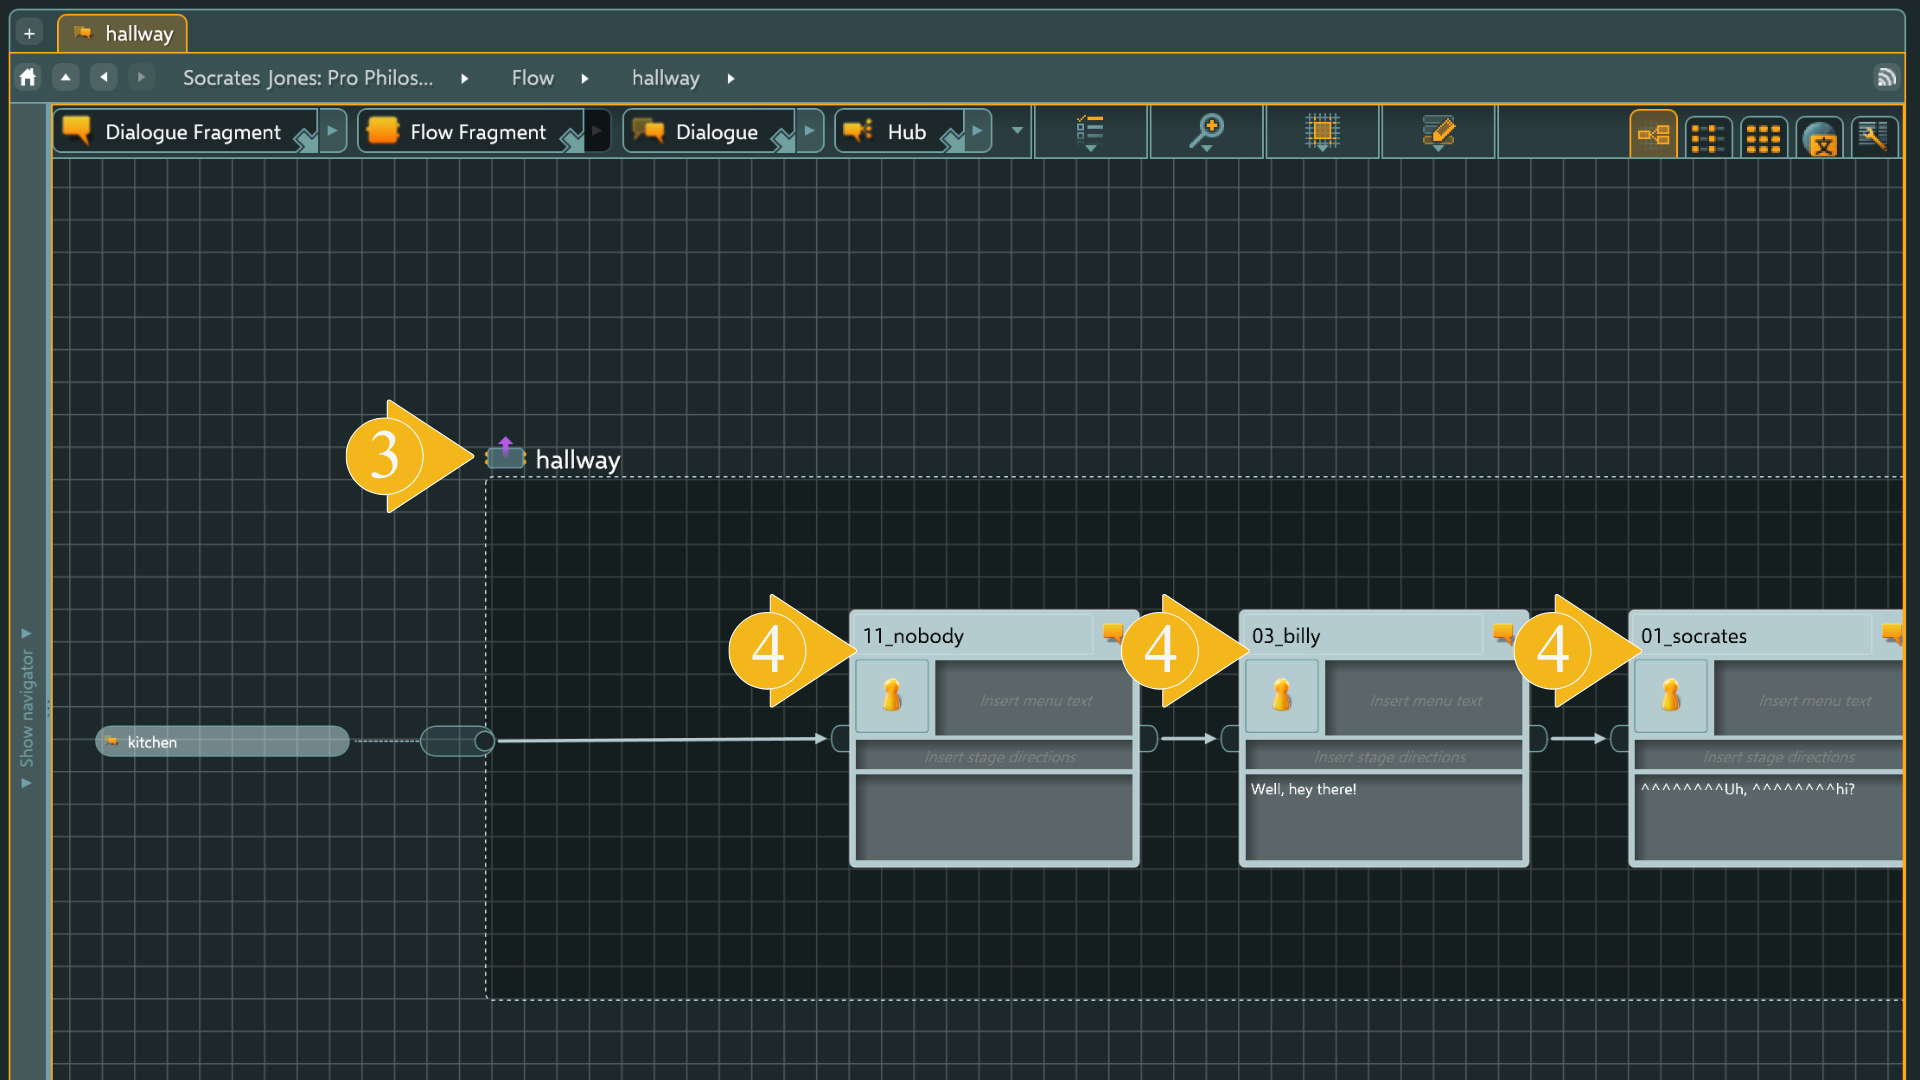 + hallway
Socrates Jones: Pro Philos... Flow hallway
Dialogue Fragment Flow Fragment Dialogue Hub
3 hallway
4 11_nobody 4 03_billy 4 01_socrates
Insert menu text Insert menu text Insert menu text
Show navigator
kitchen
Insert stage directions Insert stage directions Insert stage directions
Well, hey there! ^^^^^^^^Uh, ^^^^^^^^hi?